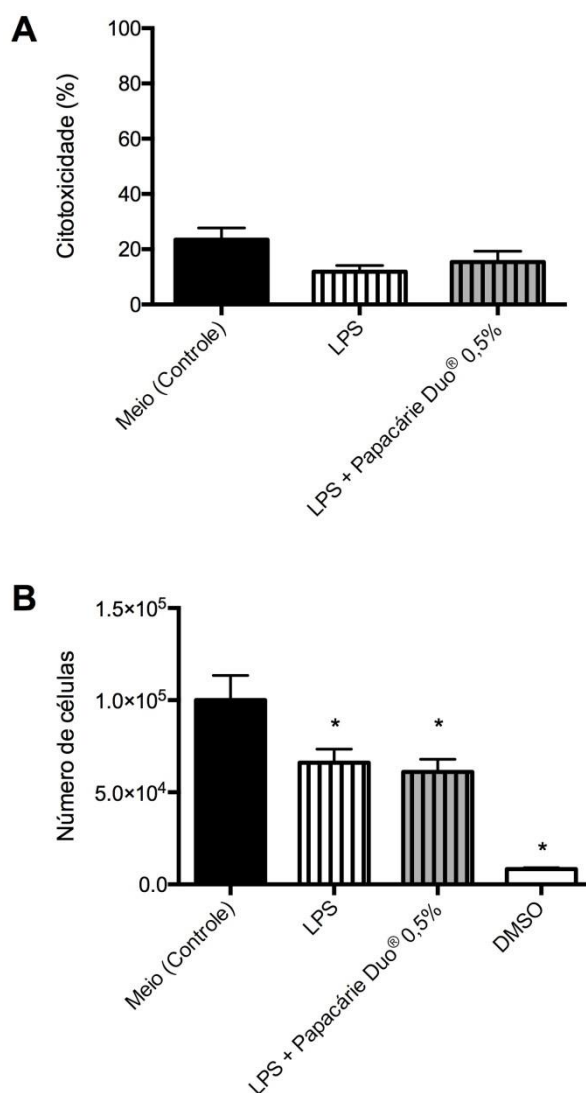 A
Citotoxicidade (%)
100
80
60
40
20
0
Meio (Controle)
LPS
LPS + Papacárie Duo® 0,5%
B
Número de células
1.5×10⁵
1.0×10⁵
5.0×10⁴
0.0
*
*
*
Meio (Controle)
LPS
LPS + Papacárie Duo® 0,5%
DMSO